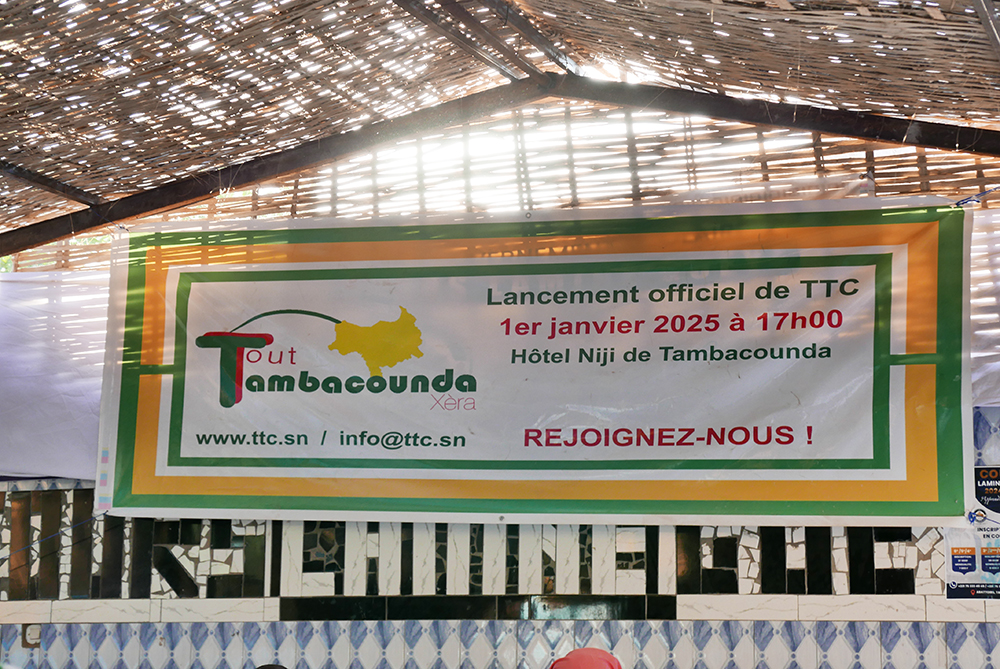 Lancement officiel de TTC
1er janvier 2025 à 17h00
Hôtel Niji de Tambacounda
Tout
Tambacounda
Xèra
www.ttc.sn / info@ttc.sn
REJOIGNEZ-NOUS !